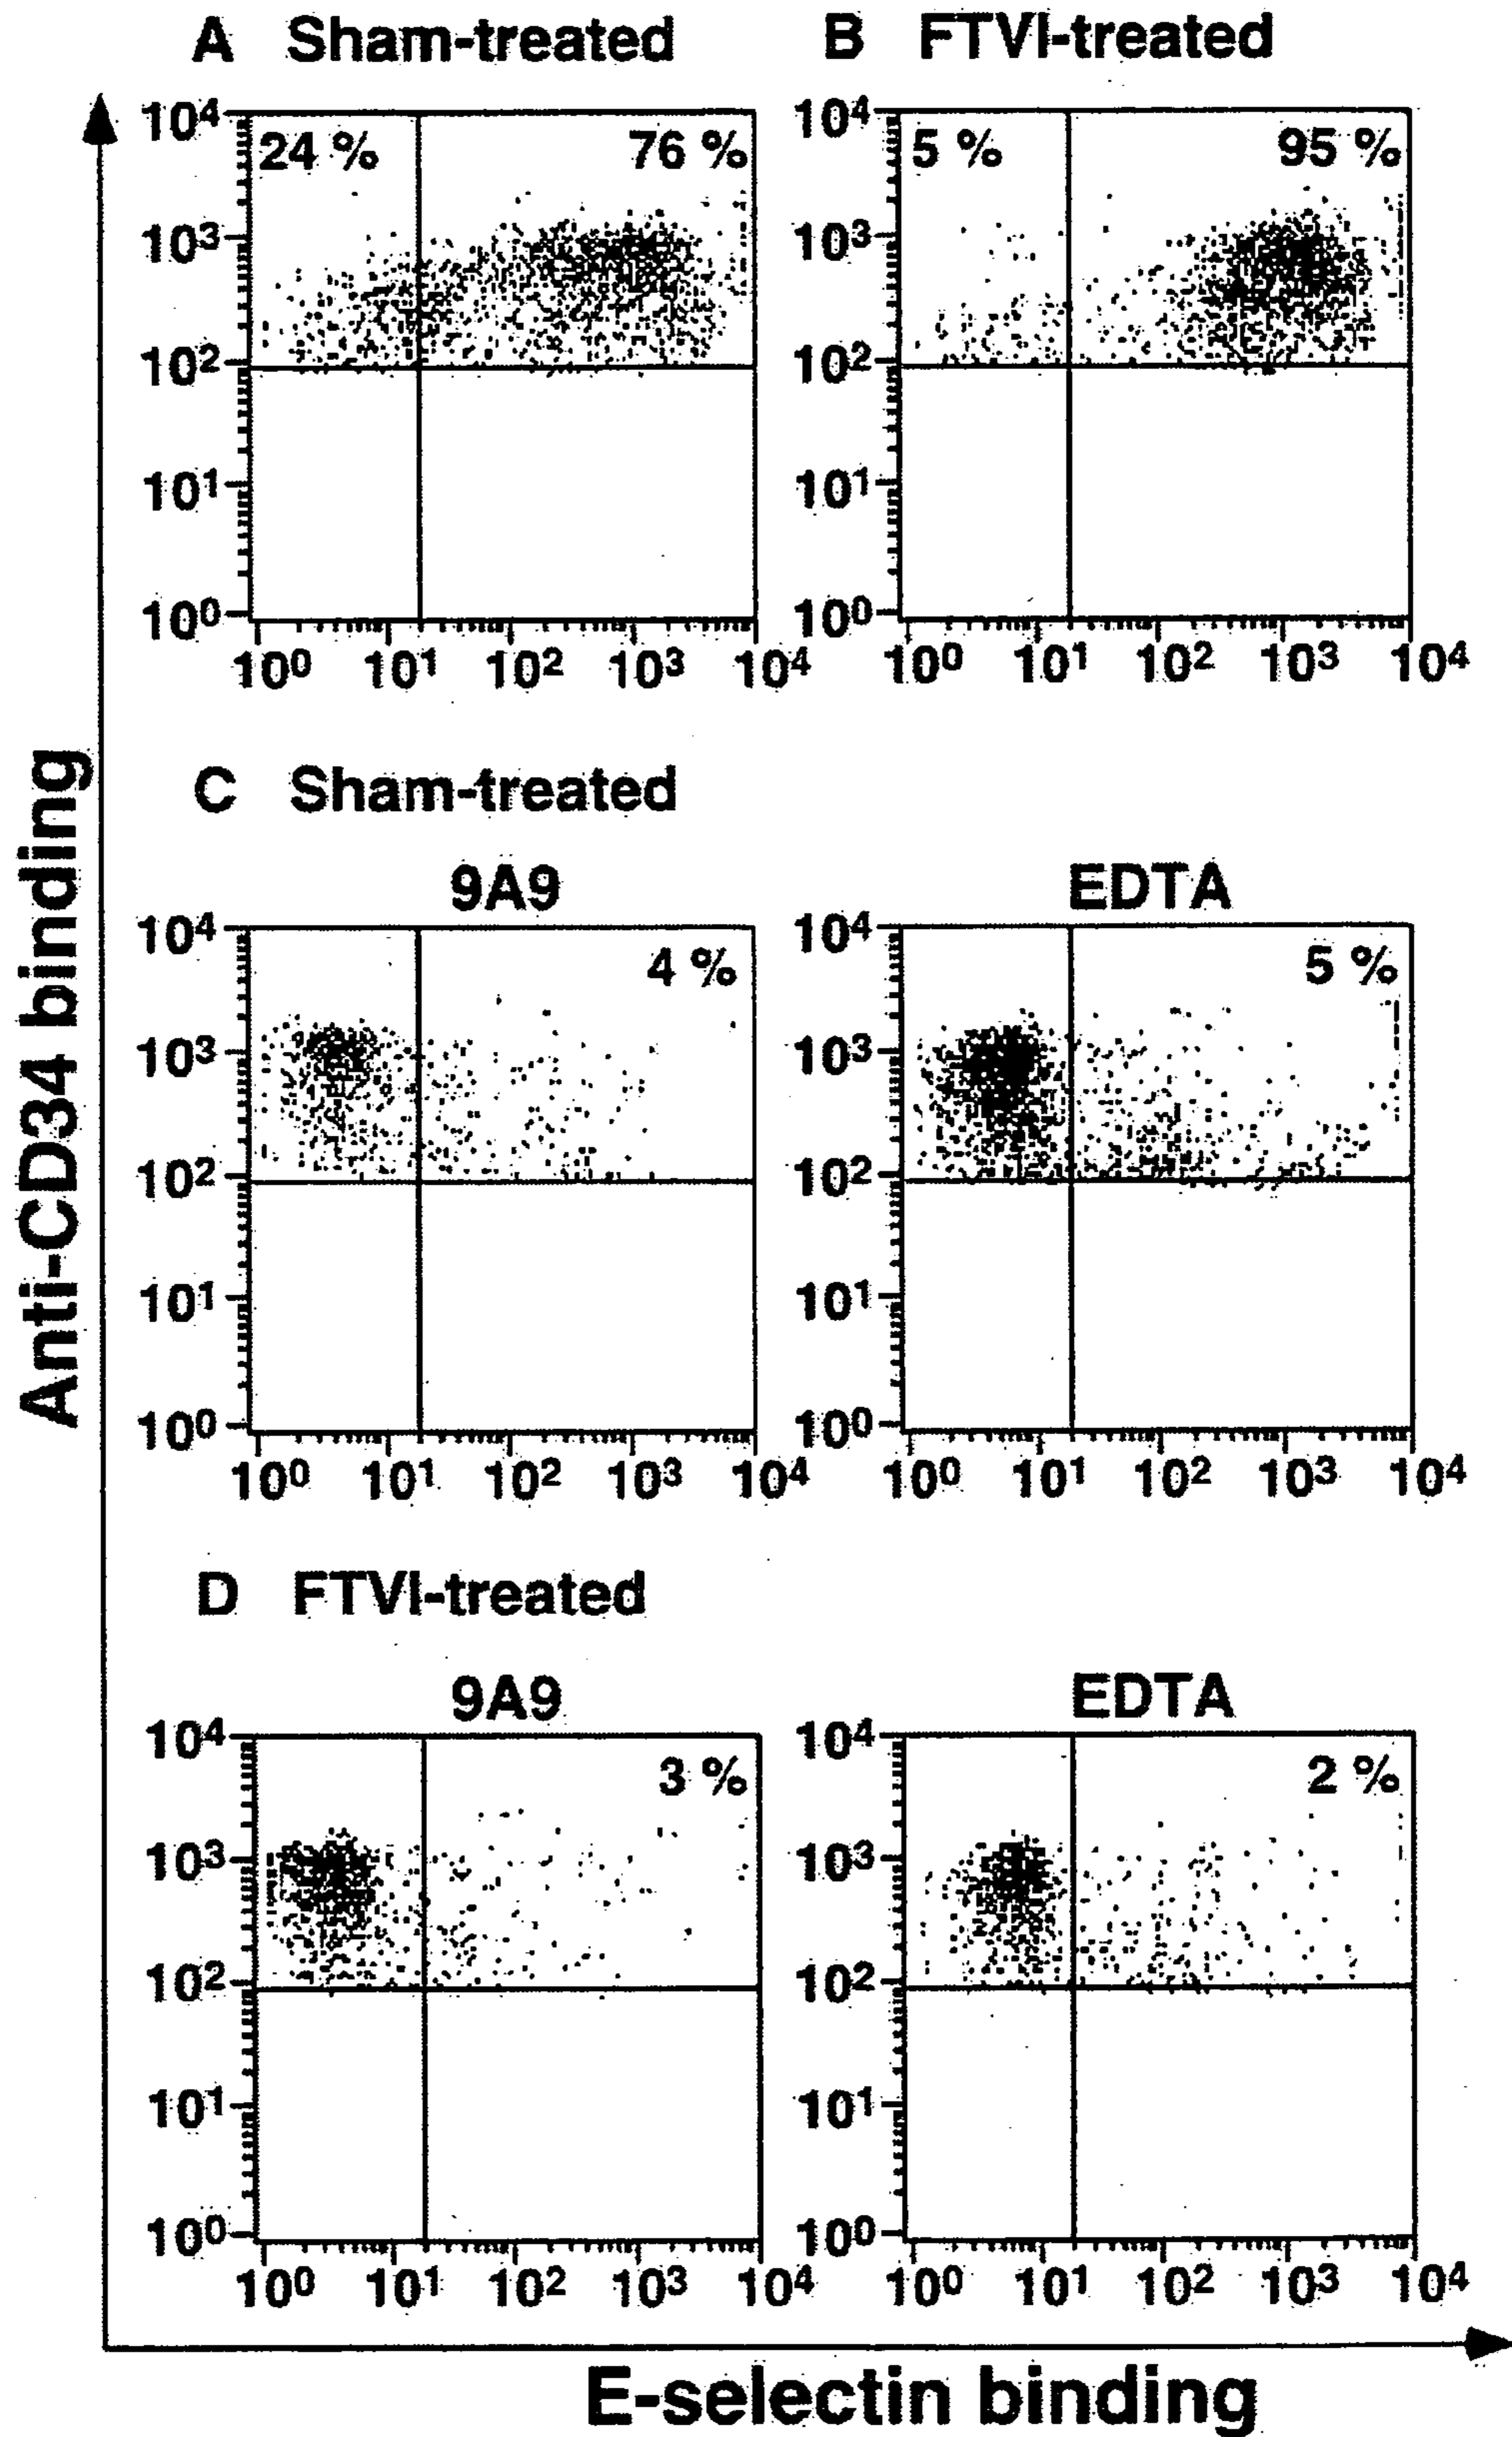 A Sham-treated
B FTVI-treated
Anti-CD34 binding
10⁴
10³
10²
10¹
10⁰
24 %
76 %
10⁰ 10¹ 10² 10³ 10⁴
10⁴
10³
10²
10¹
10⁰
5 %
95 %
10⁰ 10¹ 10² 10³ 10⁴
C Sham-treated
9A9
10⁴
10³
10²
10¹
10⁰
4 %
10⁰ 10¹ 10² 10³ 10⁴
EDTA
10⁴
10³
10²
10¹
10⁰
5 %
10⁰ 10¹ 10² 10³ 10⁴
D FTVI-treated
9A9
10⁴
10³
10²
10¹
10⁰
3 %
10⁰ 10¹ 10² 10³ 10⁴
EDTA
10⁴
10³
10²
10¹
10⁰
2 %
10⁰ 10¹ 10² 10³ 10⁴
E-selectin binding